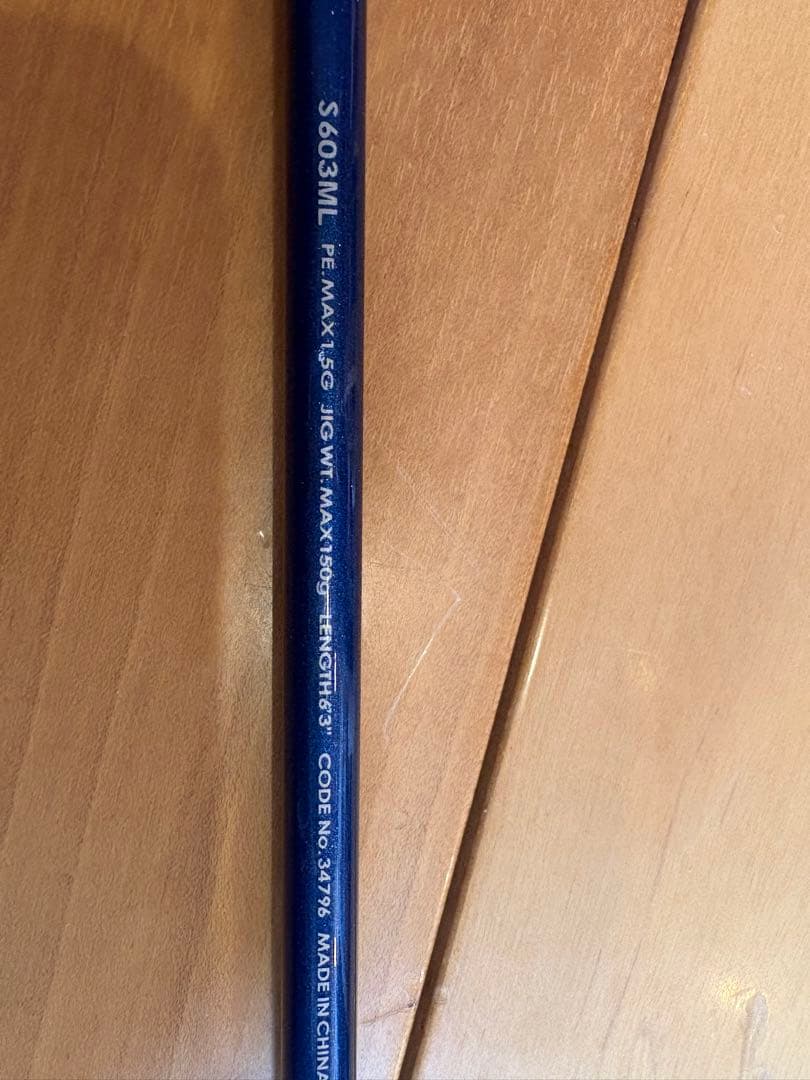 S603ML PE.MAX1.5G JIG WT.MAX150g LENGTH6'3" CODE No.34796 MADE IN CHINA